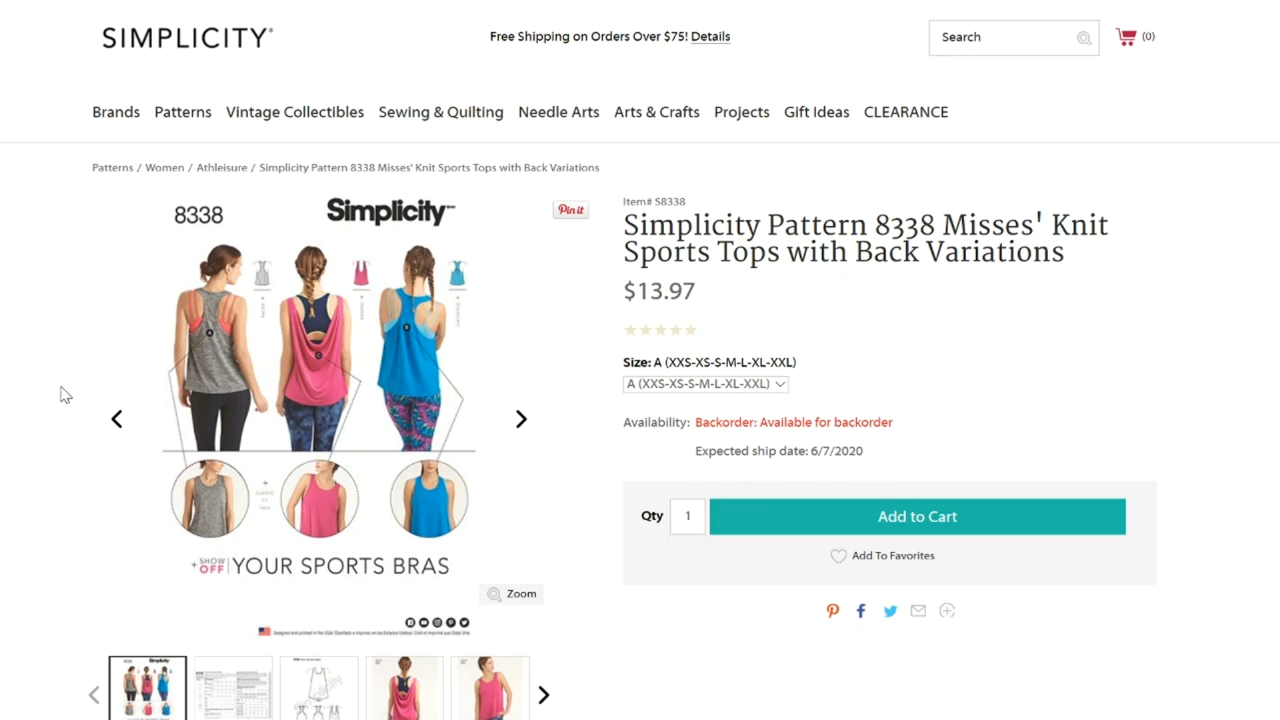 SIMPLICITY®
Free Shipping on Orders Over $75! Details
Search
(0)
Brands Patterns Vintage Collectibles Sewing & Quilting Needle Arts Arts & Crafts Projects Gift Ideas CLEARANCE
Patterns / Women / Athleisure / Simplicity Pattern 8338 Misses' Knit Sports Tops with Back Variations
8338
Simplicity
Pin it
A
C
B
+ SHOW OFF YOUR SPORTS BRAS
Zoom
Item# S8338
Simplicity Pattern 8338 Misses' Knit
Sports Tops with Back Variations
$13.97
Size: A (XXS-XS-S-M-L-XL-XXL)
A (XXS-XS-S-M-L-XL-XXL)
Availability: Backorder: Available for backorder
Expected ship date: 6/7/2020
Qty 1 Add to Cart
Add To Favorites